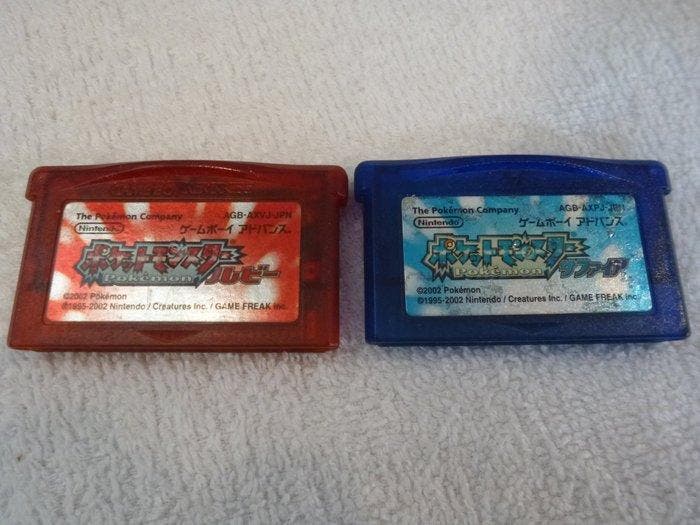 The Pokémon Company AGB-AXVJ-JPN
Nintendo ゲームボーイ アドバンス
ポケットモンスター
Pokémon ルビー
©2002 Pokémon
©1995-2002 Nintendo / Creatures Inc. / GAME FREAK Inc.
The Pokémon Company AGB-AXPJ-JPN
Nintendo ゲームボーイ アドバンス
ポケットモンスター
Pokémon サファイア
©2002 Pokémon
©1995-2002 Nintendo / Creatures Inc. / GAME FREAK Inc.